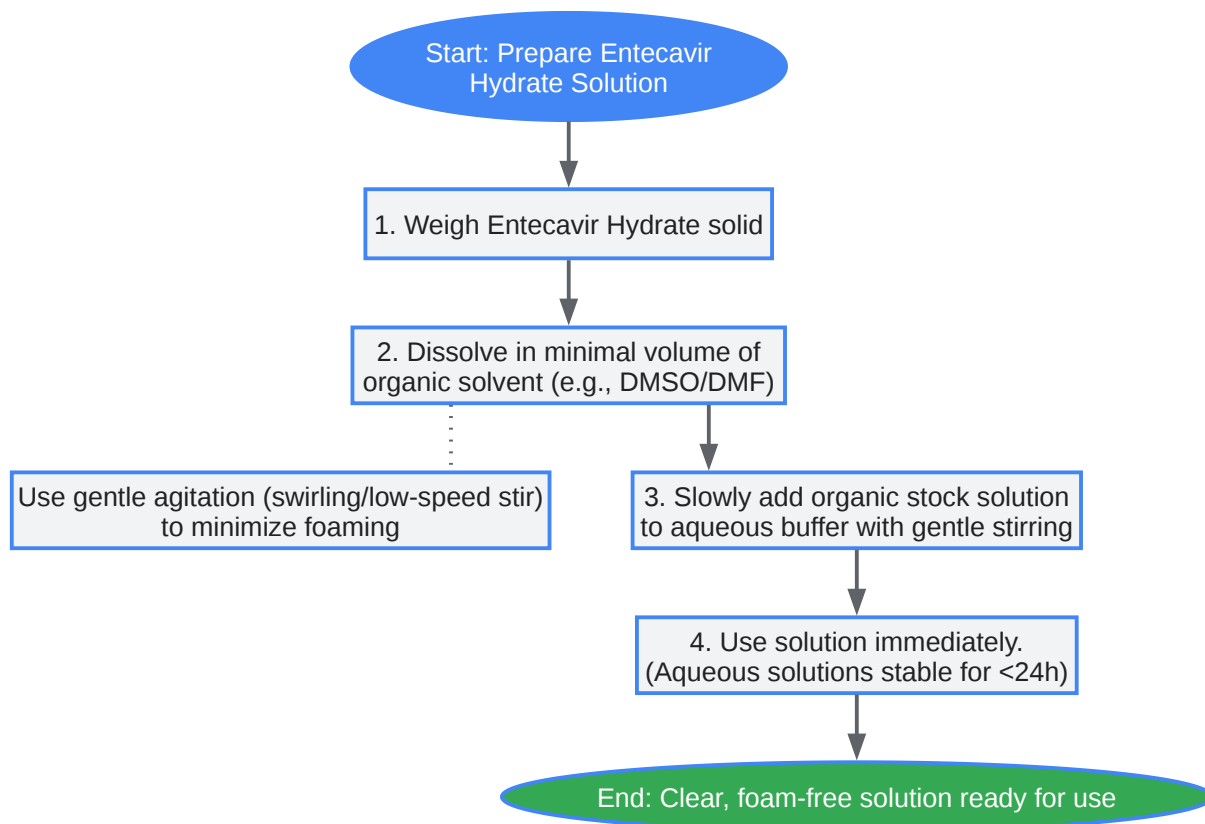 Start: Prepare Entecavir
Hydrate Solution
1. Weigh Entecavir Hydrate solid
2. Dissolve in minimal volume of
organic solvent (e.g., DMSO/DMF)
Use gentle agitation (swirling/low-speed stir)
to minimize foaming
3. Slowly add organic stock solution
to aqueous buffer with gentle stirring
4. Use solution immediately.
(Aqueous solutions stable for <24h)
End: Clear, foam-free solution ready for use